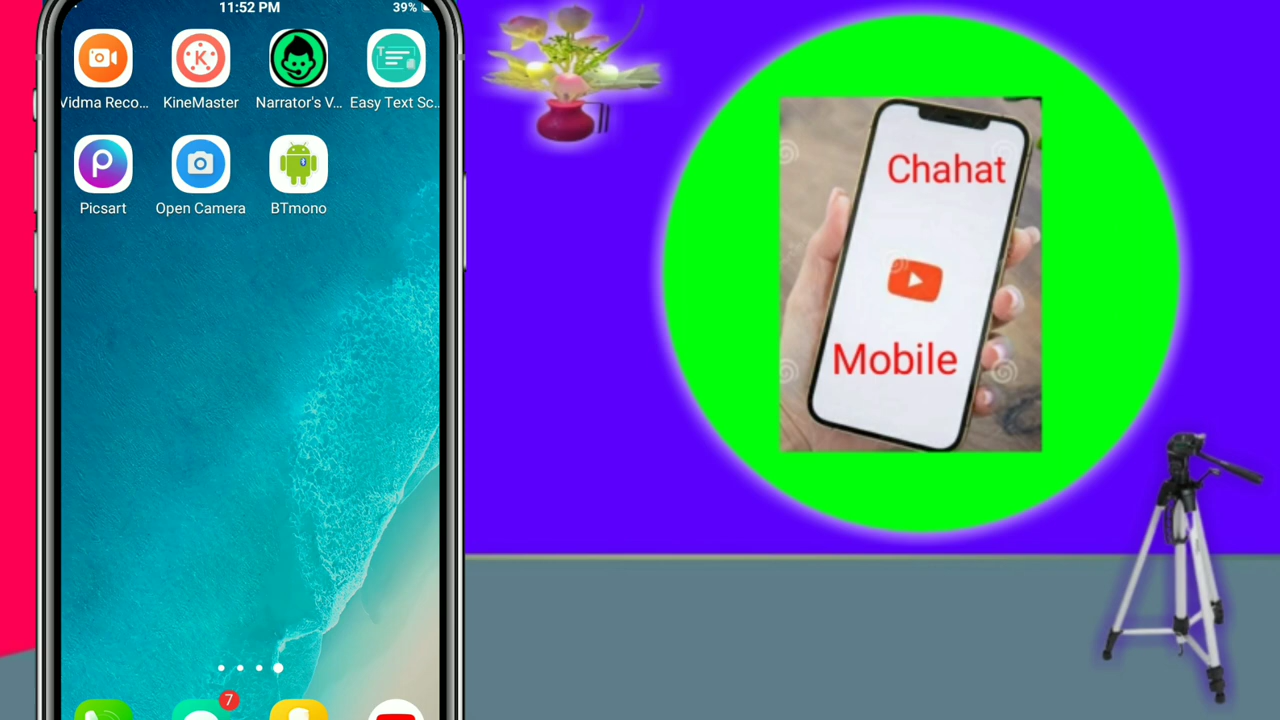 11:52 PM
39%
Vidma Reco...
KineMaster
Narrator's V...
Easy Text Sc...
Picsart
Open Camera
BTmono
7
Chahat
Mobile